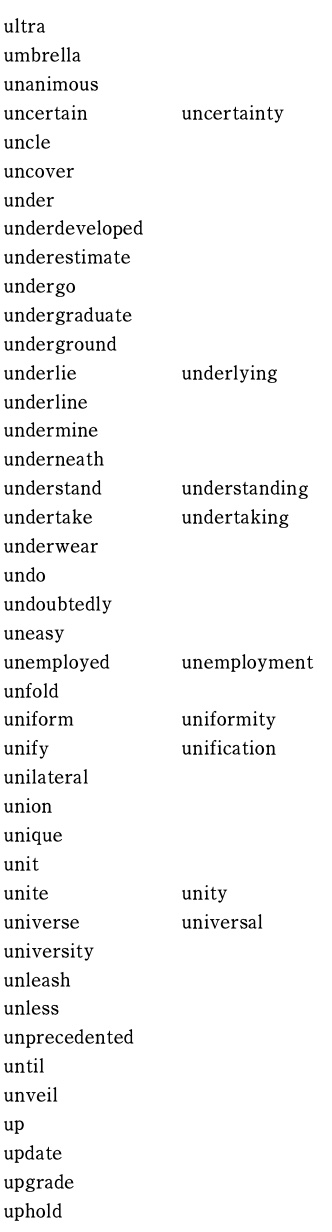 ultra
umbrella
unanimous
uncertain uncertainty
uncle
uncover
under
underdeveloped
underestimate
undergo
undergraduate
underground
underlie underlying
underline
undermine
underneath
understand understanding
undertake undertaking
underwear
undo
undoubtedly
uneasy
unemployed unemployment
unfold
uniform uniformity
unify unification
unilateral
union
unique
unit
unite unity
universe universal
university
unleash
unless
unprecedented
until
unveil
up
update
upgrade
uphold